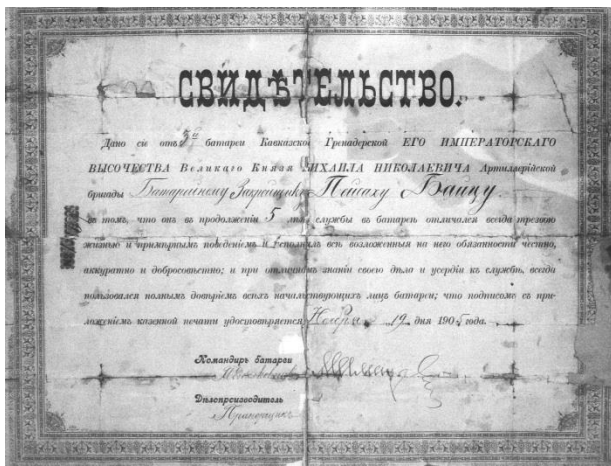 СВИДѢТЕЛЬСТВО.
Дано сіе отъ 5й батареи Кавказской Гренадерской ЕГО ИМПЕРАТОРСКАГО
ВЫСОЧЕСТВА Великаго Князя МИХАИЛА НИКОЛАЕВИЧА Артиллерійской
бригады Батарейному Закройщику Пейсаху Байцу
въ томъ, что онъ въ продолженіи 5 лѣтъ службы въ батареѣ отличался всегда трезвою
жизнью и примѣрнымъ поведеніемъ и исполнялъ всѣ возложенныя на него обязанности честно,
аккуратно и добросовѣстно; и при отличномъ знаніи своего дѣла и усердіи къ службѣ, всегда
пользовался полнымъ довѣріемъ всѣхъ начальствующихъ лицъ батареи; что подписомъ съ при-
ложеніемъ казенной печати удостовѣряется Ноября 19 дня 1905 года.
Командиръ батареи
Дѣлопроизводитель
Прапорщикъ